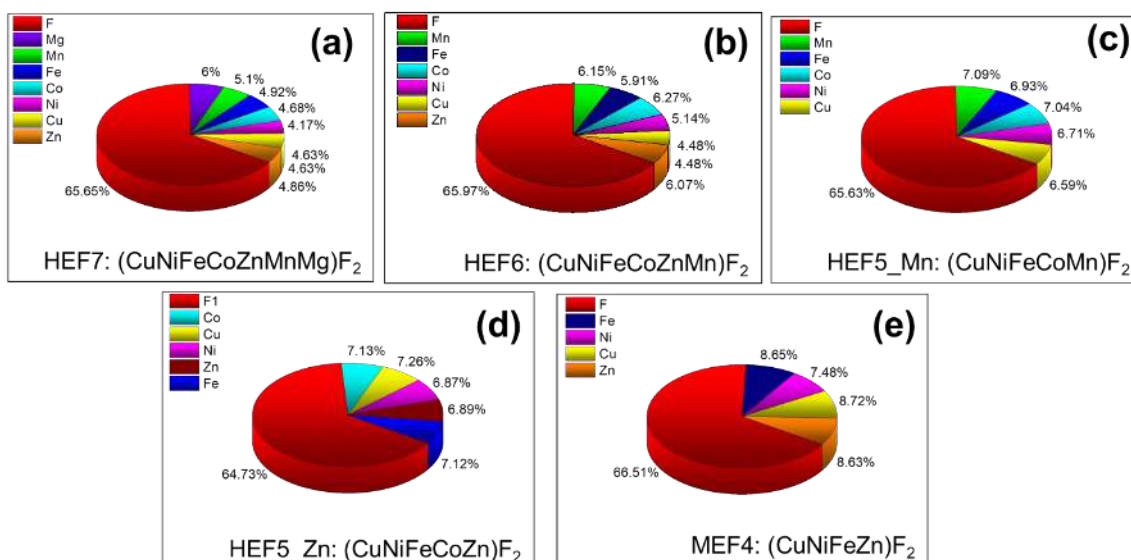 F
Mg
Mn
Fe
Co
Ni
Cu
Zn
(a)
6%
5.1%
4.92%
4.68%
4.17%
4.63%
4.63%
4.86%
65.65%
HEF7: (CuNiFeCoZnMnMg)F₂
F
Mn
Fe
Co
Ni
Cu
Zn
(b)
6.15%
5.91%
6.27%
5.14%
4.48%
4.48%
6.07%
65.97%
HEF6: (CuNiFeCoZnMn)F₂
F
Mn
Fe
Co
Ni
Cu
(c)
7.09%
6.93%
7.04%
6.71%
6.59%
65.63%
HEF5_Mn: (CuNiFeCoMn)F₂
F1
Co
Cu
Ni
Zn
Fe
(d)
7.13%
7.26%
6.87%
6.89%
7.12%
64.73%
HEF5_Zn: (CuNiFeCoZn)F₂
F
Fe
Ni
Cu
Zn
(e)
8.65%
7.48%
8.72%
8.63%
66.51%
MEF4: (CuNiFeZn)F₂